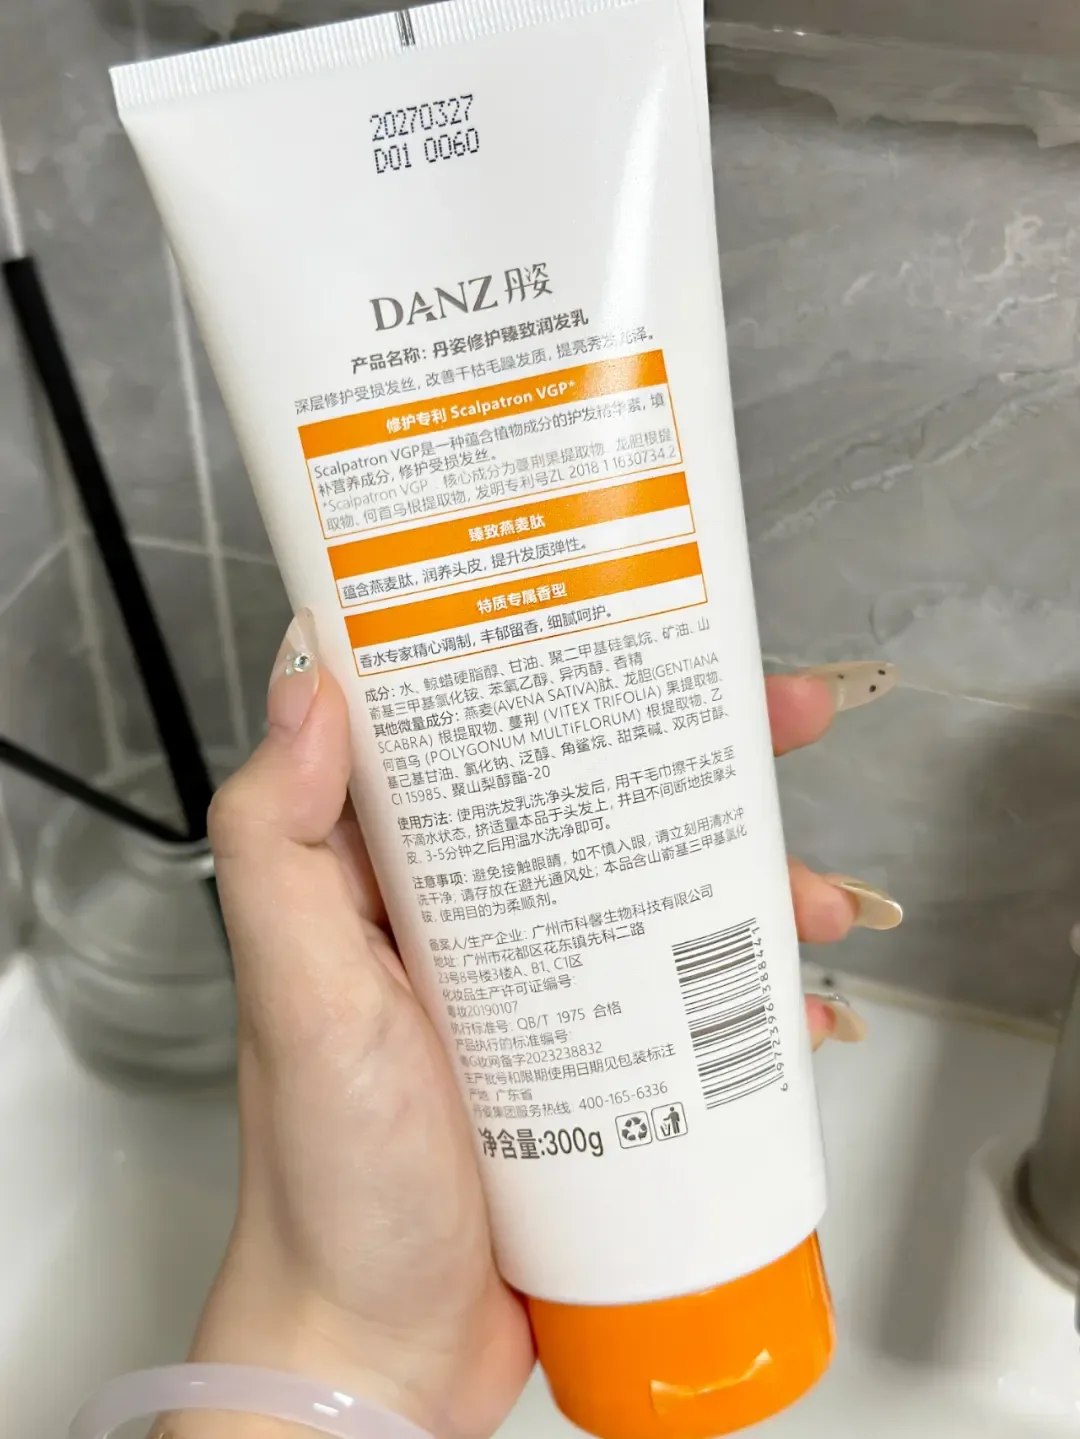 20270327
D01 0060
DANZ 丹姿
产品名称：丹姿修护臻致润发乳
深层修护受损发丝，改善干枯毛躁发质，提亮秀发光泽。
修护专利 Scalpatron VGP*
Scalpatron VGP是一种蕴含植物成分的护发精华素，填
补营养成分，修护受损发丝。
*Scalpatron VGP：核心成分为蔓荆果提取物、龙胆根提
取物、何首乌根提取物，发明专利号ZL 2018 1 1630734.2
臻致燕麦肽
蕴含燕麦肽，润养头皮，提升发质弹性。
特质专属香型
香水专家精心调制，丰郁留香，细腻呵护。
成分：水、鲸蜡硬脂醇、甘油、聚二甲基硅氧烷、矿油、山
嵛基三甲基氯化铵、苯氧乙醇、异丙醇、香精
其他微量成分：燕麦(AVENA SATIVA)肽、龙胆(GENTIANA
SCABRA) 根提取物、蔓荆 (VITEX TRIFOLIA) 果提取物、
何首乌 (POLYGONUM MULTIFLORUM) 根提取物、乙
基己基甘油、氯化钠、泛醇、角鲨烷、甜菜碱、双丙甘醇、
CI 15985、聚山梨醇酯-20
使用方法：使用洗发乳洗净头发后，用干毛巾擦干头发至
不滴水状态，挤适量本品于头发上，并且不间断地按摩头
皮，3-5分钟之后用温水洗净即可。
注意事项：避免接触眼睛，如不慎入眼，请立刻用清水冲
洗干净；请存放在避光通风处；本品含山嵛基三甲基氯化
铵，使用目的为柔顺剂。
备案人/生产企业：广州市科馨生物科技有限公司
地址：广州市花都区花东镇先科二路
23号8号楼3楼A、B1、C1区
化妆品生产许可证编号：
粤妆20190107
执行标准号：QB/T 1975 合格
产品执行的标准编号：
粤G妆网备字2023238832
生产批号和限期使用日期见包装标注
产地：广东省
丹姿集团服务热线：400-165-6336
净含量:300g
6 972396 388441